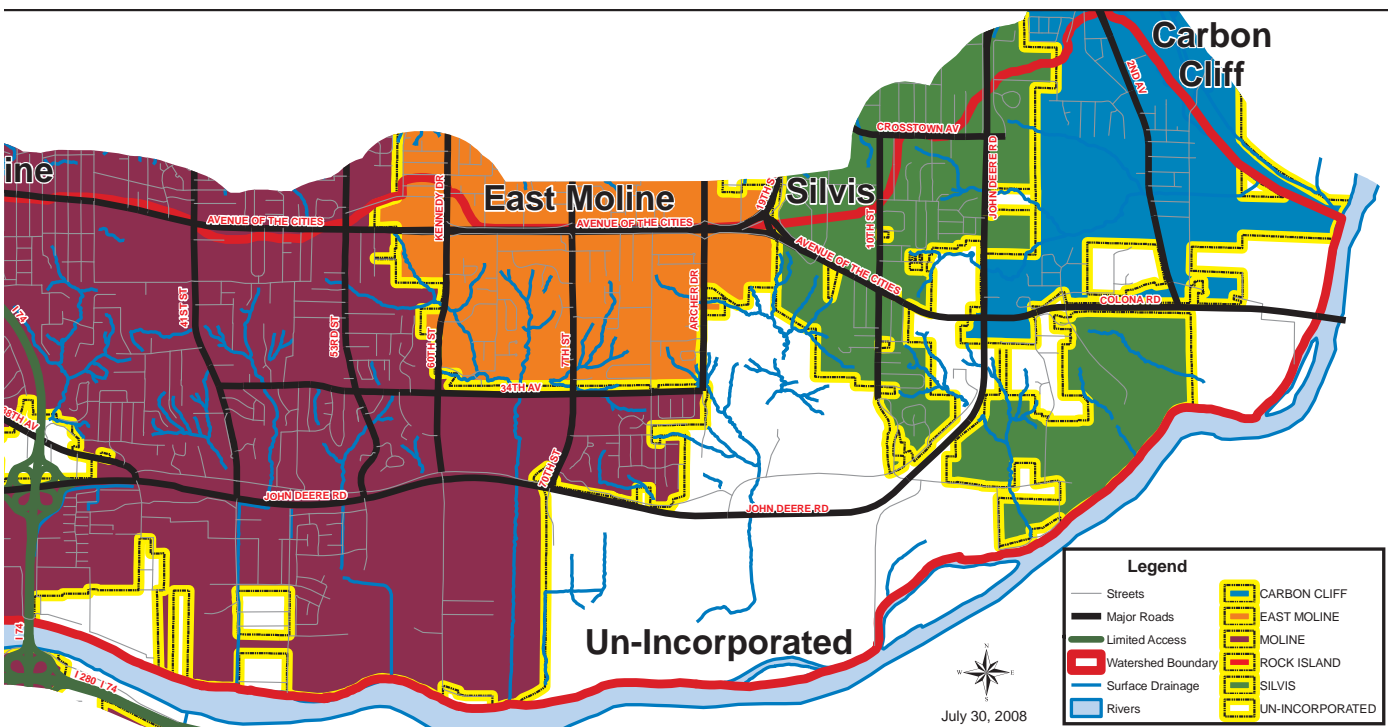 Carbon
Cliff
2ND AV
CROSSTOWN AV
JOHN DEERE RD
ine
KENNEDY DR
East Moline
19TH S
Silvis
10TH ST
AVENUE OF THE CITIES
AVENUE OF THE CITIES
AVENUE OF THE CITIES
ARCHER DR
COLONA RD
I 74
41ST ST
53RD ST
60TH ST
7TH ST
34TH AV
38TH AV
70TH ST
JOHN DEERE RD
JOHN DEERE RD
I 74
I 280 I 74
Un-Incorporated
N
W E
S
July 30, 2008
Legend
Streets
Major Roads
Limited Access
Watershed Boundary
Surface Drainage
Rivers
CARBON CLIFF
EAST MOLINE
MOLINE
ROCK ISLAND
SILVIS
UN-INCORPORATED